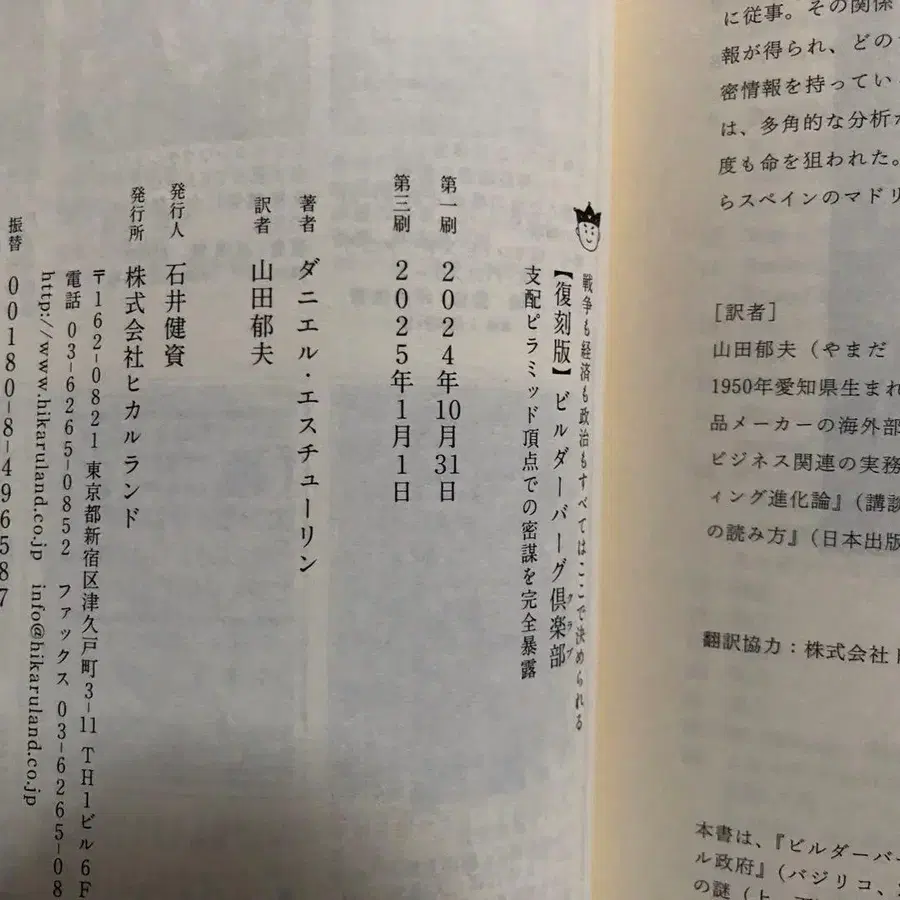 に従事。その関係
報が得られ、どの
密情報を持ってい
は、多角的な分析
度も命を狙われた。
らスペインのマドリ
[訳者]
山田郁夫（やまだ
1950年愛知県生まれ
品メーカーの海外部
ビジネス関連の実務
ィング進化論』（講談
の読み方』（日本出版
翻訳協力：株式会社
本書は、『ビルダーバー
ル政府』（バジリコ、
の謎（上
戦争も経済も政治もすべてはここで決められる
【復刻版】ビルダーバーグ倶楽部
クラブ
支配ピラミッド頂点での密謀を完全暴露
第一刷 2024年10月31日
第三刷 2025年1月1日
著者 ダニエル・エスチューリン
訳者 山田郁夫
発行人 石井健資
発行所 株式会社ヒカルランド
〒162-0821 東京都新宿区津久戸町3-11 TH1ビル6F
電話 03-6265-0852 ファックス 03-6265-08
http://www.hikaruland.co.jp info@hikaruland.co.jp
振替 00180-8-496587